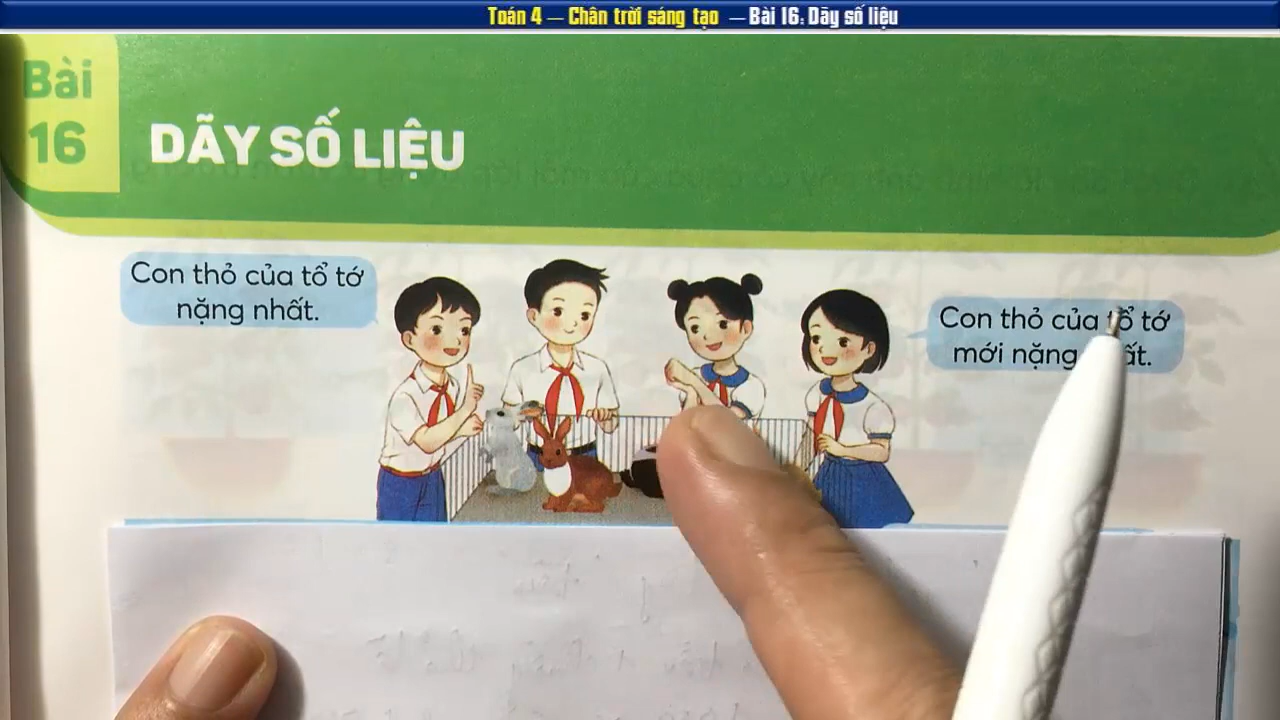 Toán 4 – Chân trời sáng tạo – Bài 16: Dãy số liệu
Bài
16
DÃY SỐ LIỆU
Con thỏ của tổ tớ
nặng nhất.
Con thỏ của tổ tớ
mới nặng